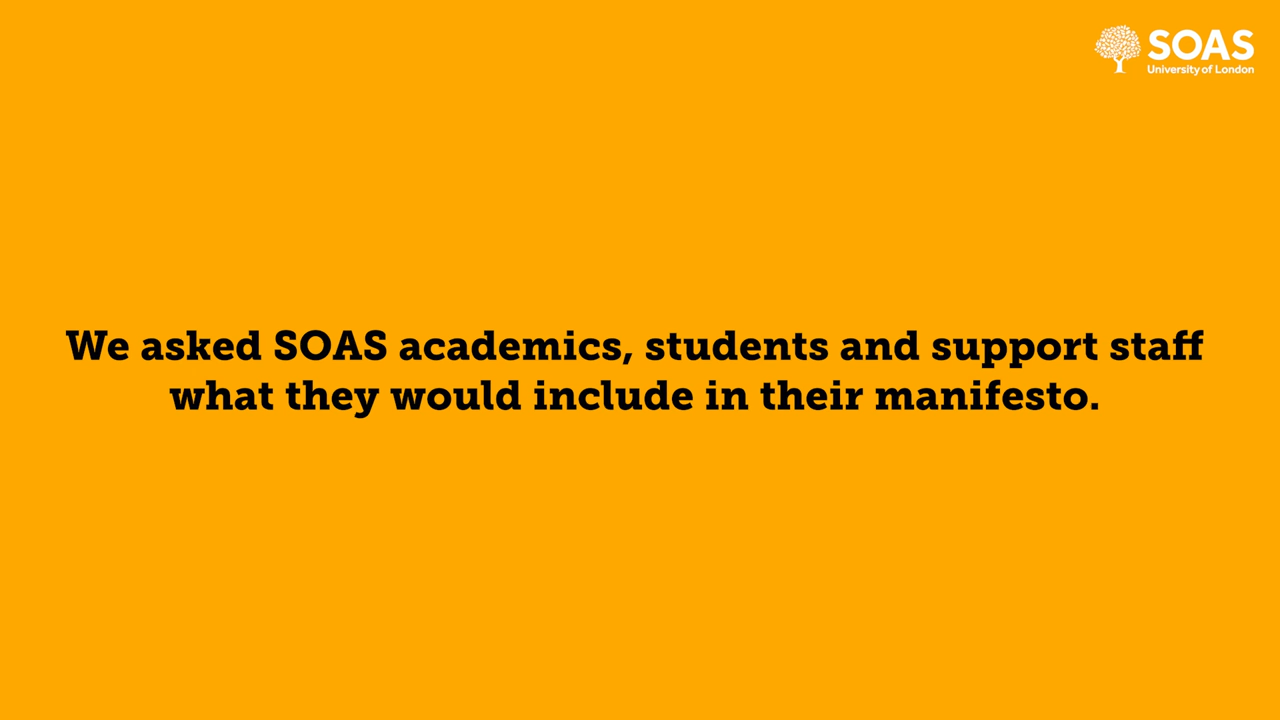 SOAS
University of London
We asked SOAS academics, students and support staff
what they would include in their manifesto.